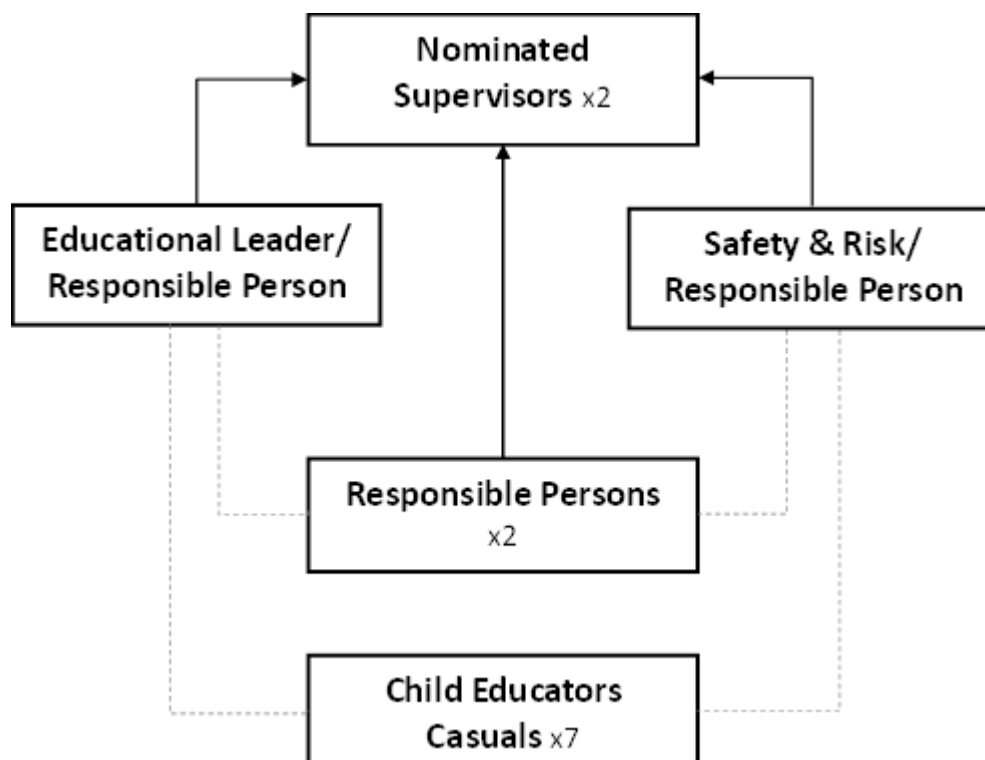 Nominated
Supervisors x2
Educational Leader/
Responsible Person
Safety & Risk/
Responsible Person
Responsible Persons
x2
Child Educators
Casuals x7